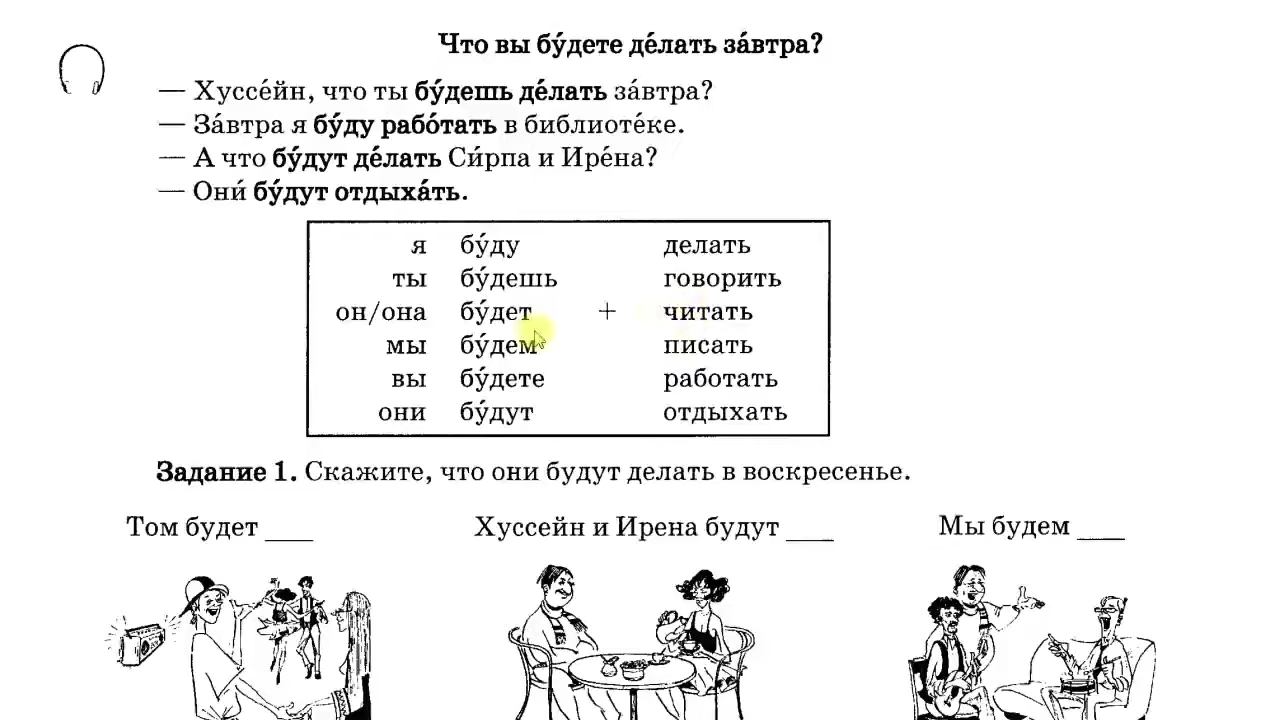 Что вы бу́дете де́лать за́втра?
— Хуссе́йн, что ты бу́дешь де́лать за́втра?
— За́втра я бу́ду рабо́тать в библиоте́ке.
— А что бу́дут де́лать Си́рпа и Ире́на?
— Они́ бу́дут отдыха́ть.
я бу́ду делать
ты бу́дешь говорить
он/она бу́дет + читать
мы бу́дем писать
вы бу́дете работать
они бу́дут отдыхать
Задание 1. Скажите, что они будут делать в воскресенье.
Том будет ___ Хуссейн и Ирена будут ___ Мы будем ___